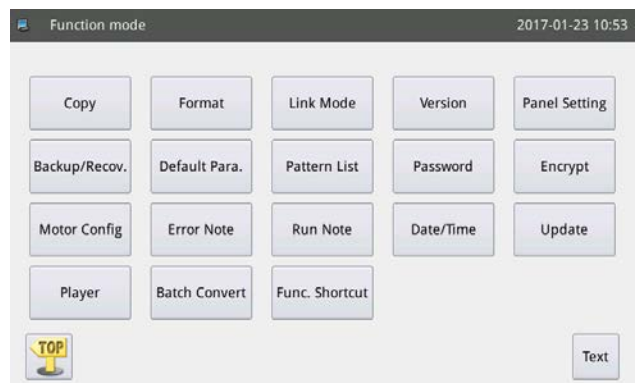 Function mode 2017-01-23 10:53
Copy Format Link Mode Version Panel Setting
Backup/Recov. Default Para. Pattern List Password Encrypt
Motor Config Error Note Run Note Date/Time Update
Player Batch Convert Func. Shortcut
TOP Text